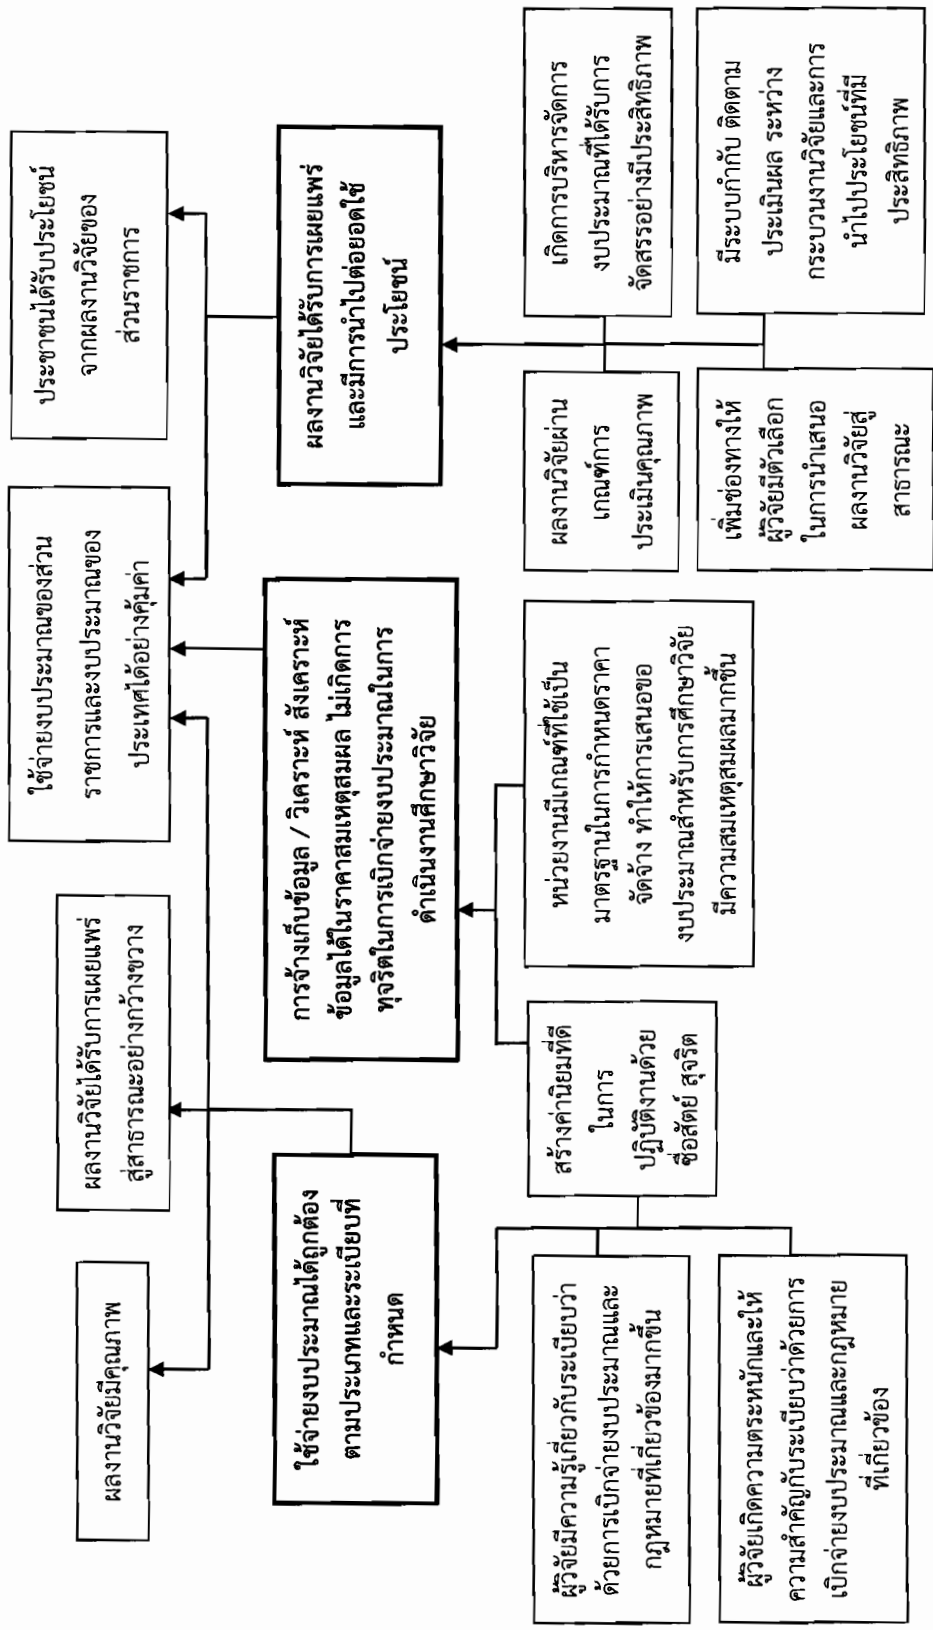 ผลงานวิจัยมีคุณภาพ
ผลงานวิจัยได้รับการเผยแพร่
สู่สาธารณะอย่างกว้างขวาง
ใช้จ่ายงบประมาณของส่วน
ราชการและงบประมาณของ
ประเทศได้อย่างคุ้มค่า
ประชาชนได้รับประโยชน์
จากผลงานวิจัยของ
ส่วนราชการ
ใช้จ่ายงบประมาณได้ถูกต้อง
ตามประเภทและระเบียบที่
กำหนด
การจ้างเก็บข้อมูล / วิเคราะห์ สังเคราะห์
ข้อมูลได้ในราคาสมเหตุสมผล ไม่เกิดการ
ทุจริตในการเบิกจ่ายงบประมาณในการ
ดำเนินงานศึกษาวิจัย
ผลงานวิจัยได้รับการเผยแพร่
และมีการนำไปต่อยอดใช้
ประโยชน์
ผู้วิจัยมีความรู้เกี่ยวกับระเบียบว่า
ด้วยการเบิกจ่ายงบประมาณและ
กฎหมายที่เกี่ยวข้องมากขึ้น
ผู้วิจัยเกิดความตระหนักและให้
ความสำคัญกับระเบียบว่าด้วยการ
เบิกจ่ายงบประมาณและกฎหมาย
ที่เกี่ยวข้อง
สร้างค่านิยมที่ดี
ในการ
ปฏิบัติงานด้วย
ซื่อสัตย์ สุจริต
หน่วยงานมีเกณฑ์ที่ใช้เป็น
มาตรฐานในการกำหนดราคา
จัดจ้าง ทำให้การเสนอขอ
งบประมาณสำหรับการศึกษาวิจัย
มีความสมเหตุสมผลมากขึ้น
ผลงานวิจัยผ่าน
เกณฑ์การ
ประเมินคุณภาพ
เกิดการบริหารจัดการ
งบประมาณที่ได้รับการ
จัดสรรอย่างมีประสิทธิภาพ
เพิ่มช่องทางให้
ผู้วิจัยมีตัวเลือก
ในการนำเสนอ
ผลงานวิจัยสู่
สาธารณะ
มีระบบกำกับ ติดตาม
ประเมินผล ระหว่าง
กระบวนงานวิจัยและการ
นำไปประโยชน์ที่มี
ประสิทธิภาพ